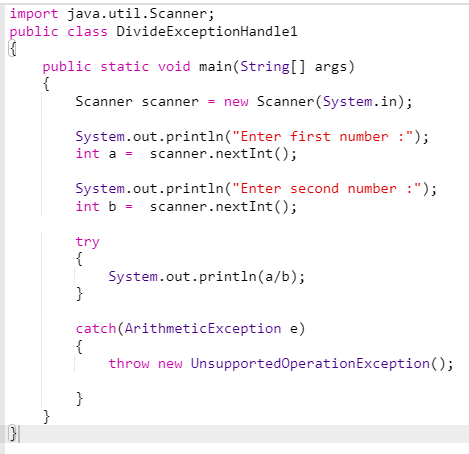 import java.util.Scanner;
public class DivideExceptionHandle1
{
    public static void main(String[] args)
    {
        Scanner scanner = new Scanner(System.in);

        System.out.println("Enter first number :");
        int a =  scanner.nextInt();

        System.out.println("Enter second number :");
        int b =  scanner.nextInt();

        try
        {
            System.out.println(a/b);
        }

        catch(ArithmeticException e)
        {
            throw new UnsupportedOperationException();

        }
    }
}